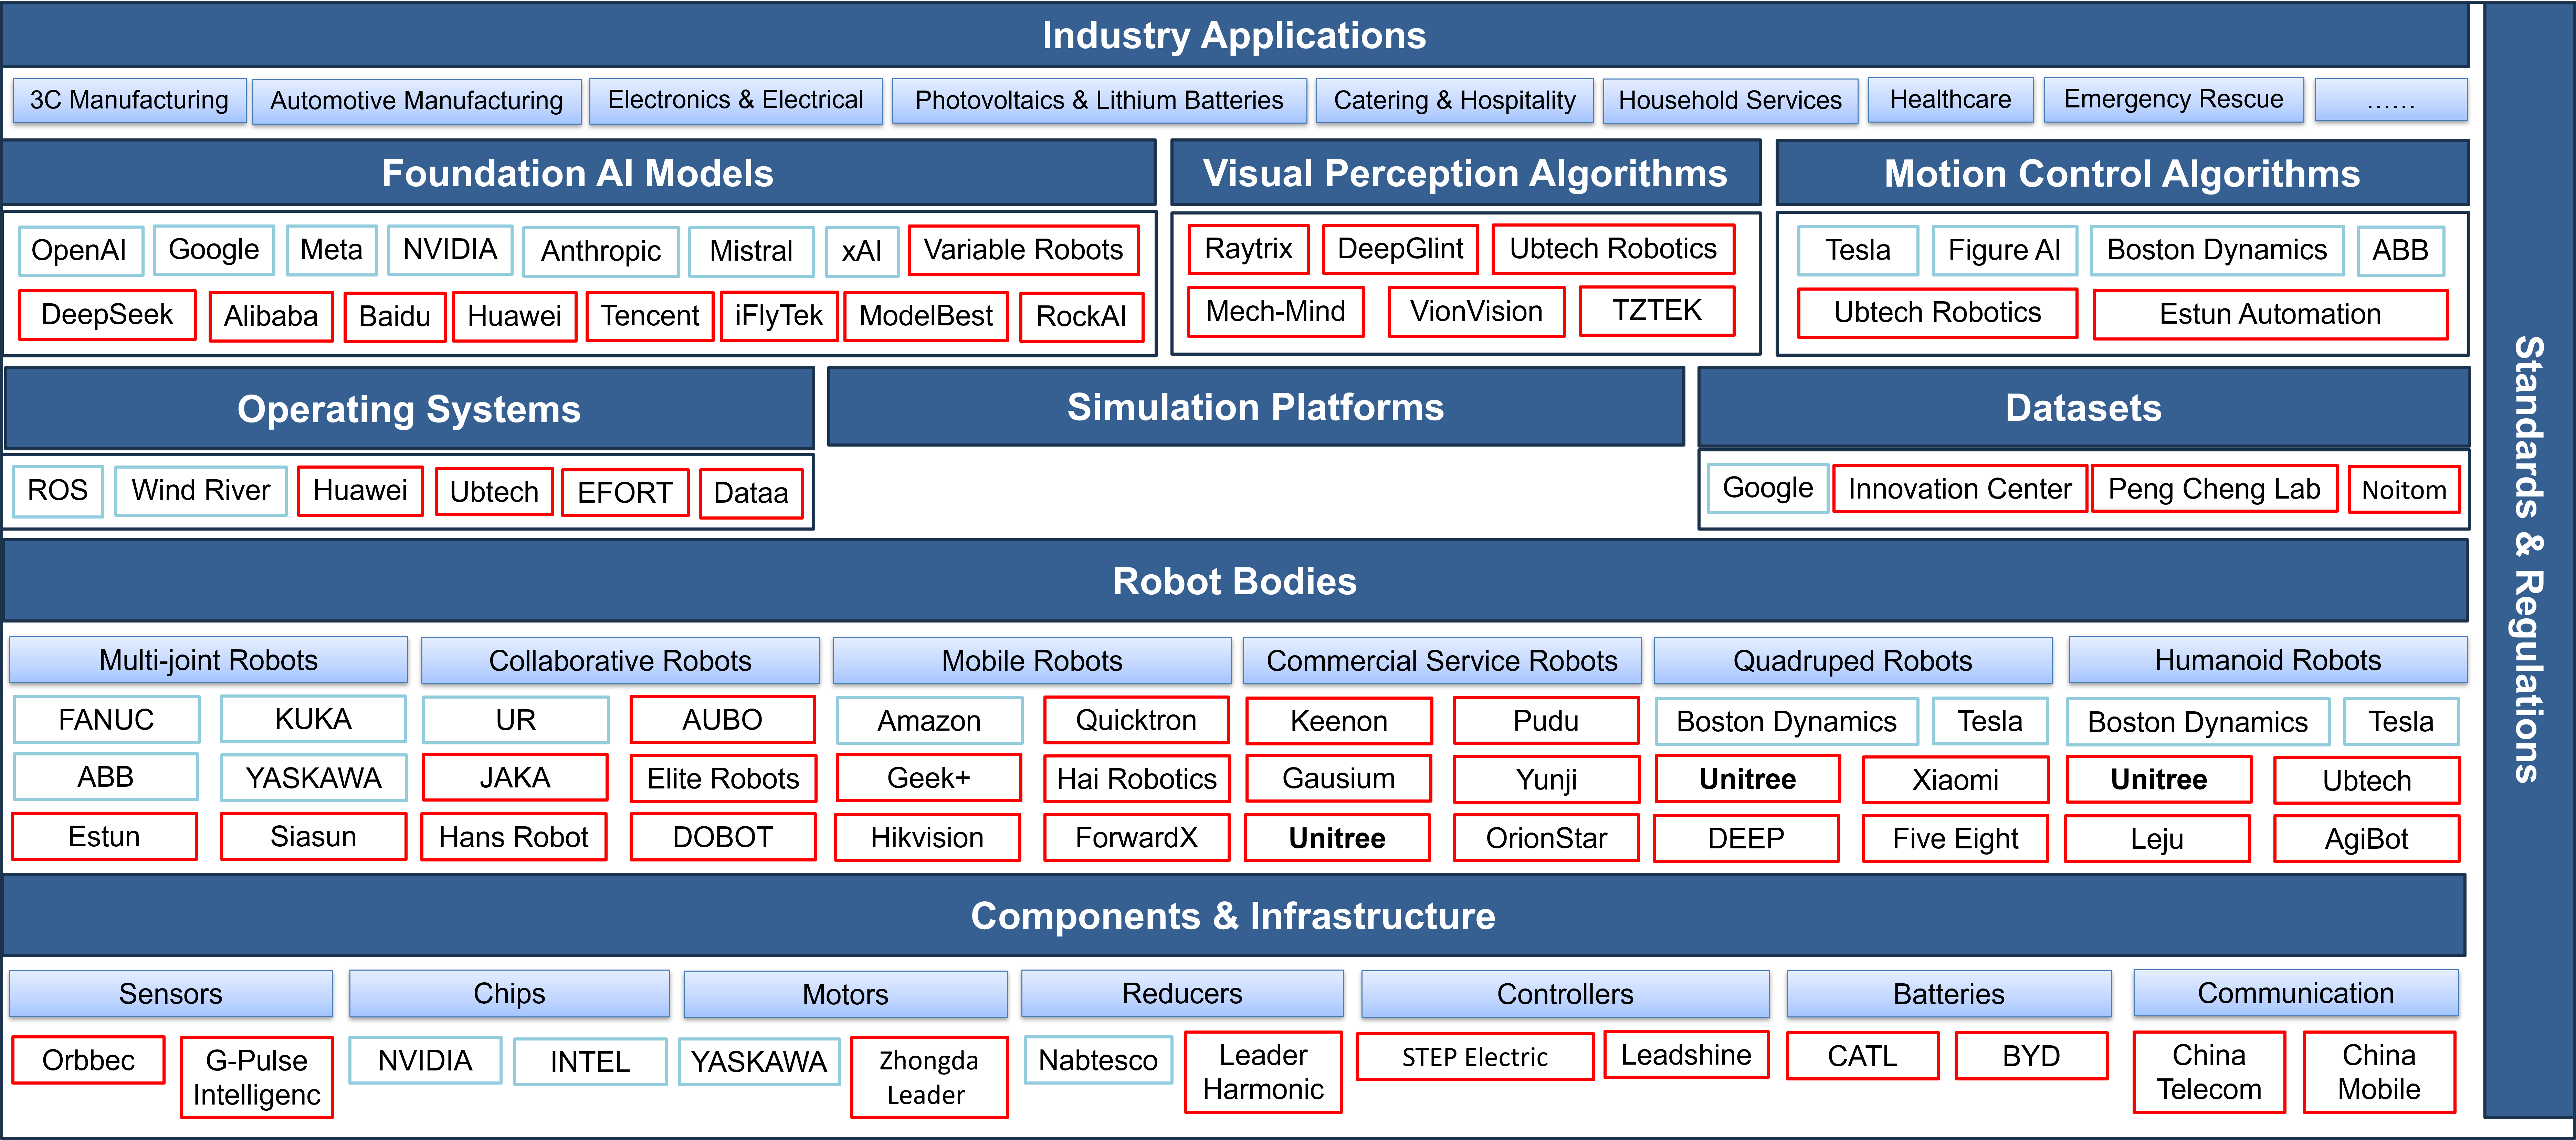 Industry Applications
3C Manufacturing
Automotive Manufacturing
Electronics & Electrical
Photovoltaics & Lithium Batteries
Catering & Hospitality
Household Services
Healthcare
Emergency Rescue
......
Foundation AI Models
OpenAI
Google
Meta
NVIDIA
Anthropic
Mistral
xAI
Variable Robots
DeepSeek
Alibaba
Baidu
Huawei
Tencent
iFlyTek
ModelBest
RockAI
Visual Perception Algorithms
Raytrix
DeepGlint
Ubtech Robotics
Mech-Mind
VionVision
TZTEK
Motion Control Algorithms
Tesla
Figure AI
Boston Dynamics
ABB
Ubtech Robotics
Estun Automation
Operating Systems
ROS
Wind River
Huawei
Ubtech
EFORT
Dataa
Simulation Platforms
Datasets
Google
Innovation Center
Peng Cheng Lab
Noitom
Robot Bodies
Multi-joint Robots
FANUC
KUKA
ABB
YASKAWA
Estun
Siasun
Collaborative Robots
UR
AUBO
JAKA
Elite Robots
Hans Robot
DOBOT
Mobile Robots
Amazon
Quicktron
Geek+
Hai Robotics
Hikvision
ForwardX
Commercial Service Robots
Keenon
Pudu
Gausium
Yunji
Unitree
OrionStar
Quadruped Robots
Boston Dynamics
Tesla
Unitree
Xiaomi
DEEP
Five Eight
Humanoid Robots
Boston Dynamics
Tesla
Unitree
Ubtech
Leju
AgiBot
Components & Infrastructure
Sensors
Orbbec
G-Pulse
Intelligenc
Chips
NVIDIA
INTEL
Motors
YASKAWA
Zhongda
Leader
Reducers
Nabtesco
Leader
Harmonic
Controllers
STEP Electric
Leadshine
Batteries
CATL
BYD
Communication
China
Telecom
China
Mobile
Standards & Regulations